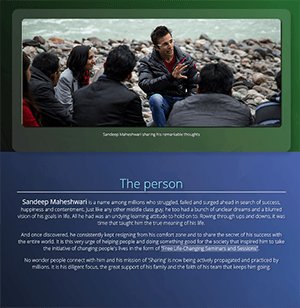 Sandeep Maheshwari sharing his remarkable thoughts
The person
Sandeep Maheshwari is a name among millions who struggled, failed and surged ahead in search of success,
happiness and contentment. Just like any other middle class guy, he too had a bunch of unclear dreams and a blurred
vision of his goals in life. All he had was an undying learning attitude to hold on to. Rowing through ups and downs, it was
time that taught him the true meaning of his life.
And once discovered, he consistently kept resigning from his comfort zone and to share the secret of his success with
the entire world. It is this very urge of helping people and doing something good for the society that inspired him to take
the initiative of changing people's lives in the form of "Free Life-Changing Seminars and Sessions".
No wonder people connect with him and his mission of 'Sharing' is now being actively propagated and practiced by
millions. It is his diligent focus, the great support of his family and the faith of his team that keeps him going.